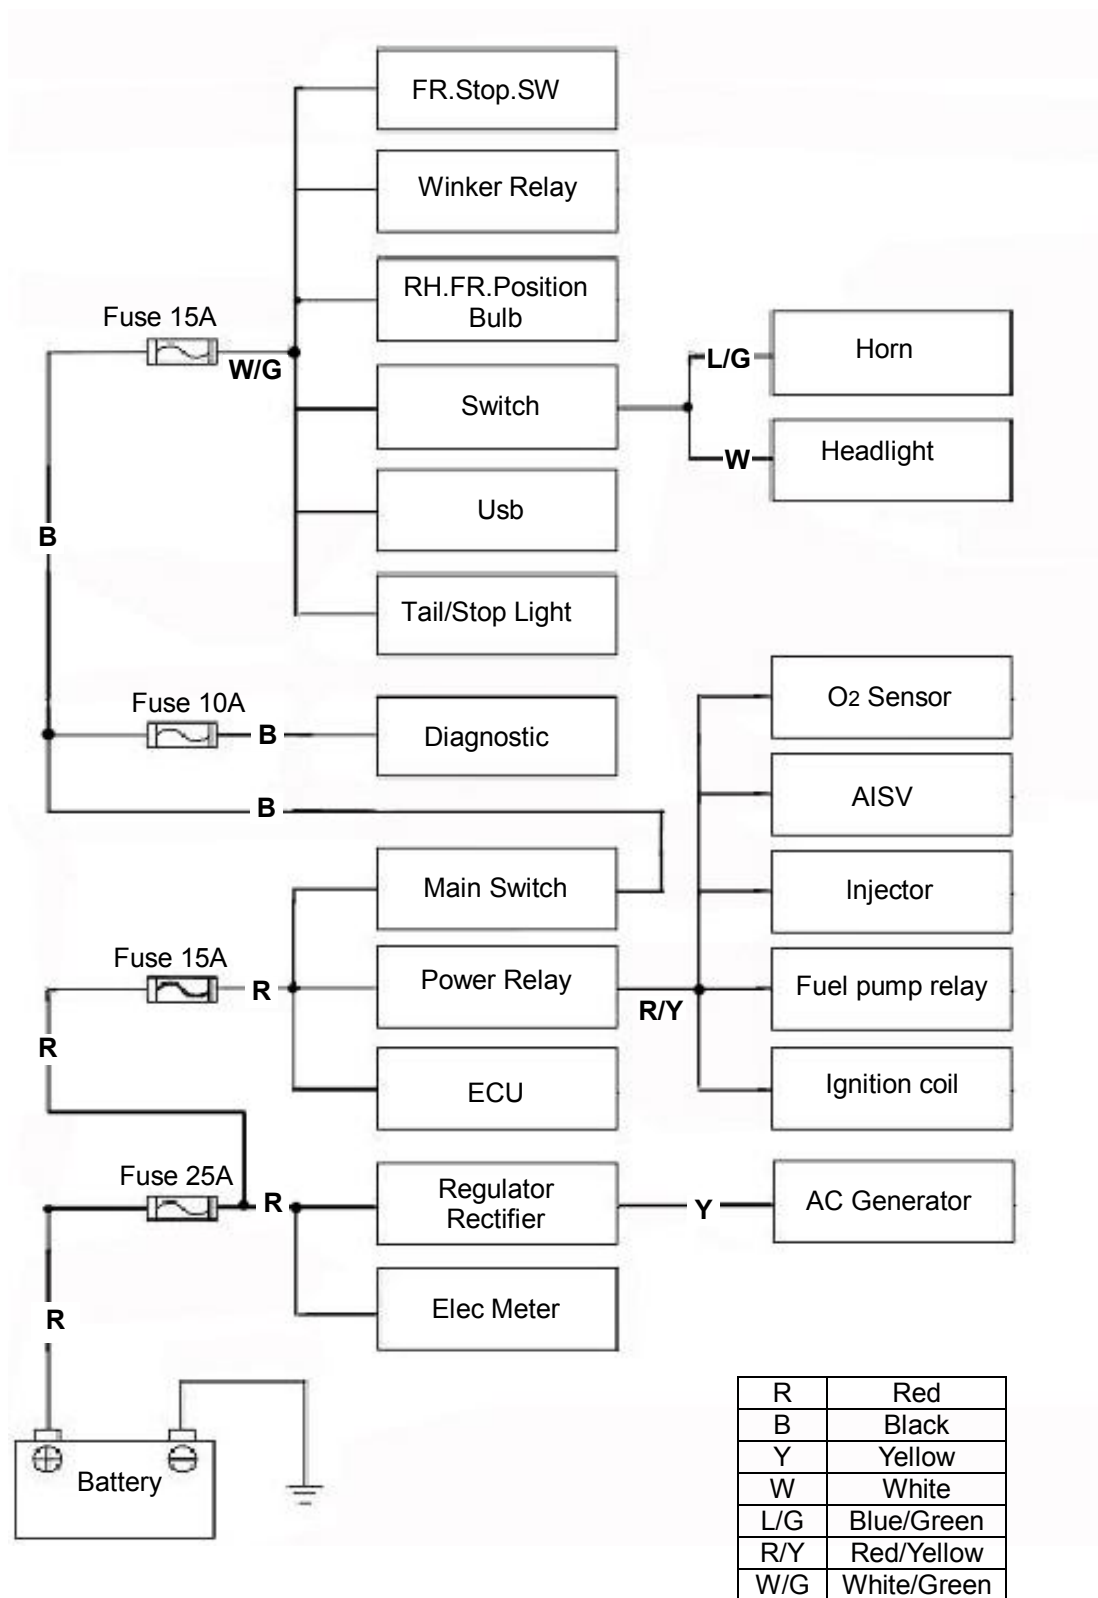 FR.Stop.SW
Winker Relay
RH.FR.Position
Bulb
Fuse 15A
W/G
Switch
L/G
Horn
W
Headlight
Usb
B
Tail/Stop Light
Fuse 10A
B
Diagnostic
B
O2 Sensor
AISV
Main Switch
Injector
Fuse 15A
R
Power Relay
R/Y
Fuel pump relay
R
ECU
Ignition coil
Fuse 25A
R
Regulator
Rectifier
Y
AC Generator
R
Elec Meter
Battery
R Red
B Black
Y Yellow
W White
L/G Blue/Green
R/Y Red/Yellow
W/G White/Green